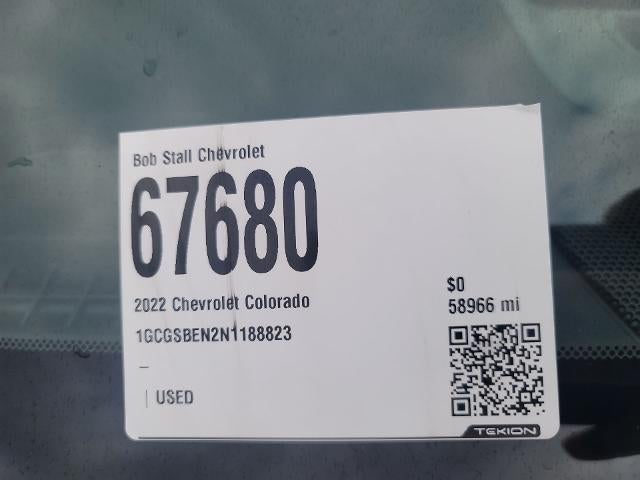 Bob Stall Chevrolet
67680
2022 Chevrolet Colorado
1GCGSBEN2N1188823
$0
58966 mi
–
| USED
TEKION